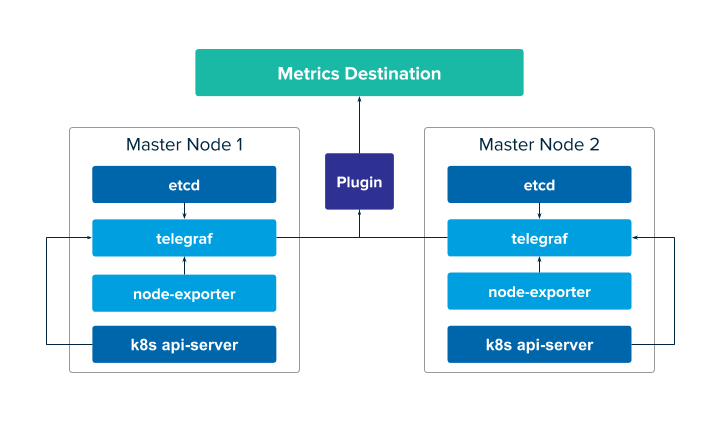 Metrics Destination
Master Node 1
etcd
telegraf
node-exporter
k8s api-server
Plugin
Master Node 2
etcd
telegraf
node-exporter
k8s api-server